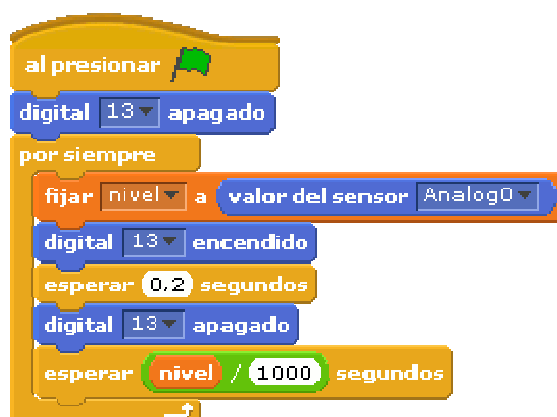 al presionar
digital 13 apagado
por siempre
fijar nivel a valor del sensor Analog0
digital 13 encendido
esperar 0,2 segundos
digital 13 apagado
esperar nivel / 1000 segundos